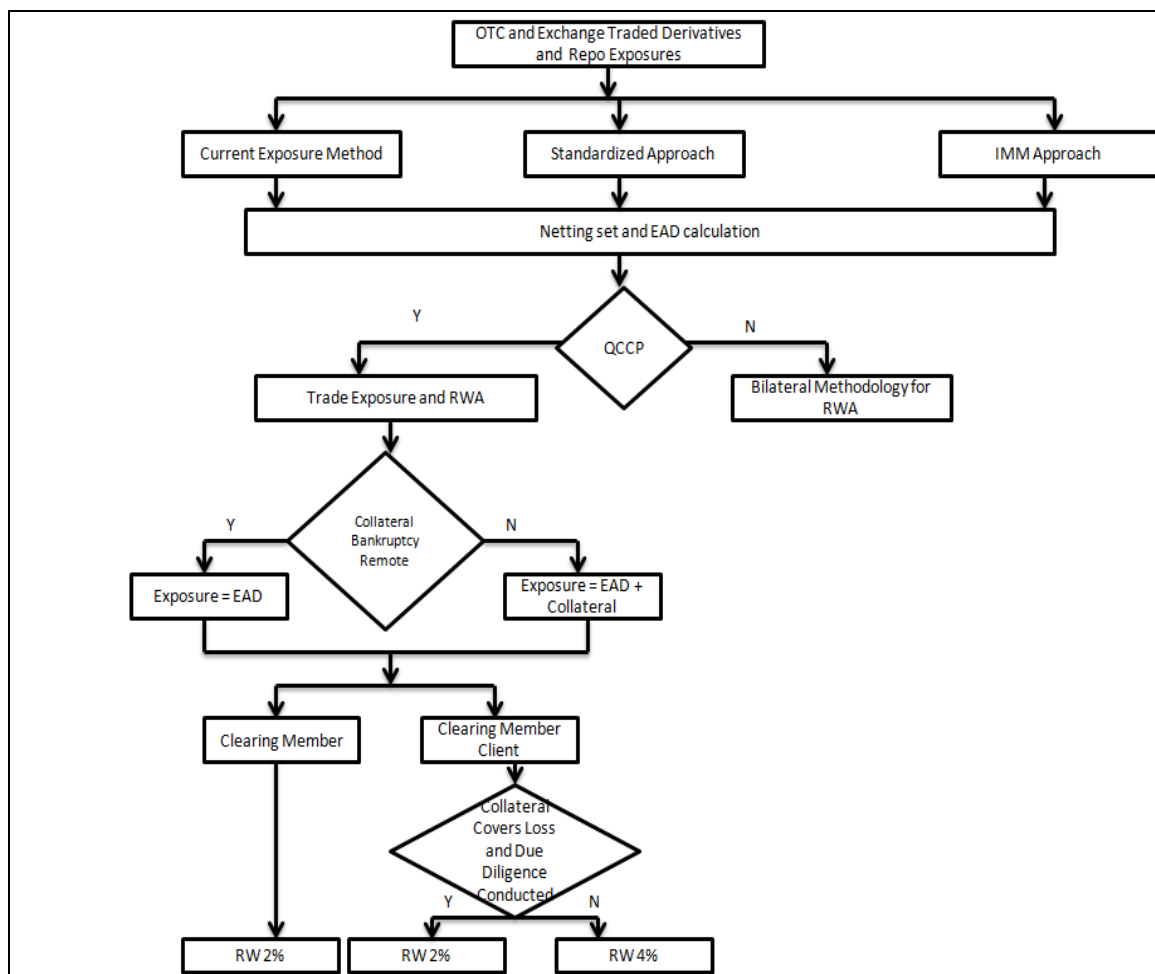 OTC and Exchange Traded Derivatives
and Repo Exposures
Current Exposure Method
Standardized Approach
IMM Approach
Netting set and EAD calculation
Y
N
QCCP
Trade Exposure and RWA
Bilateral Methodology for
RWA
Y
N
Collateral
Bankruptcy
Remote
Exposure = EAD
Exposure = EAD +
Collateral
Clearing Member
Clearing Member
Client
Collateral
Covers Loss
and Due
Diligence
Conducted
Y
N
RW 2%
RW 2%
RW 4%